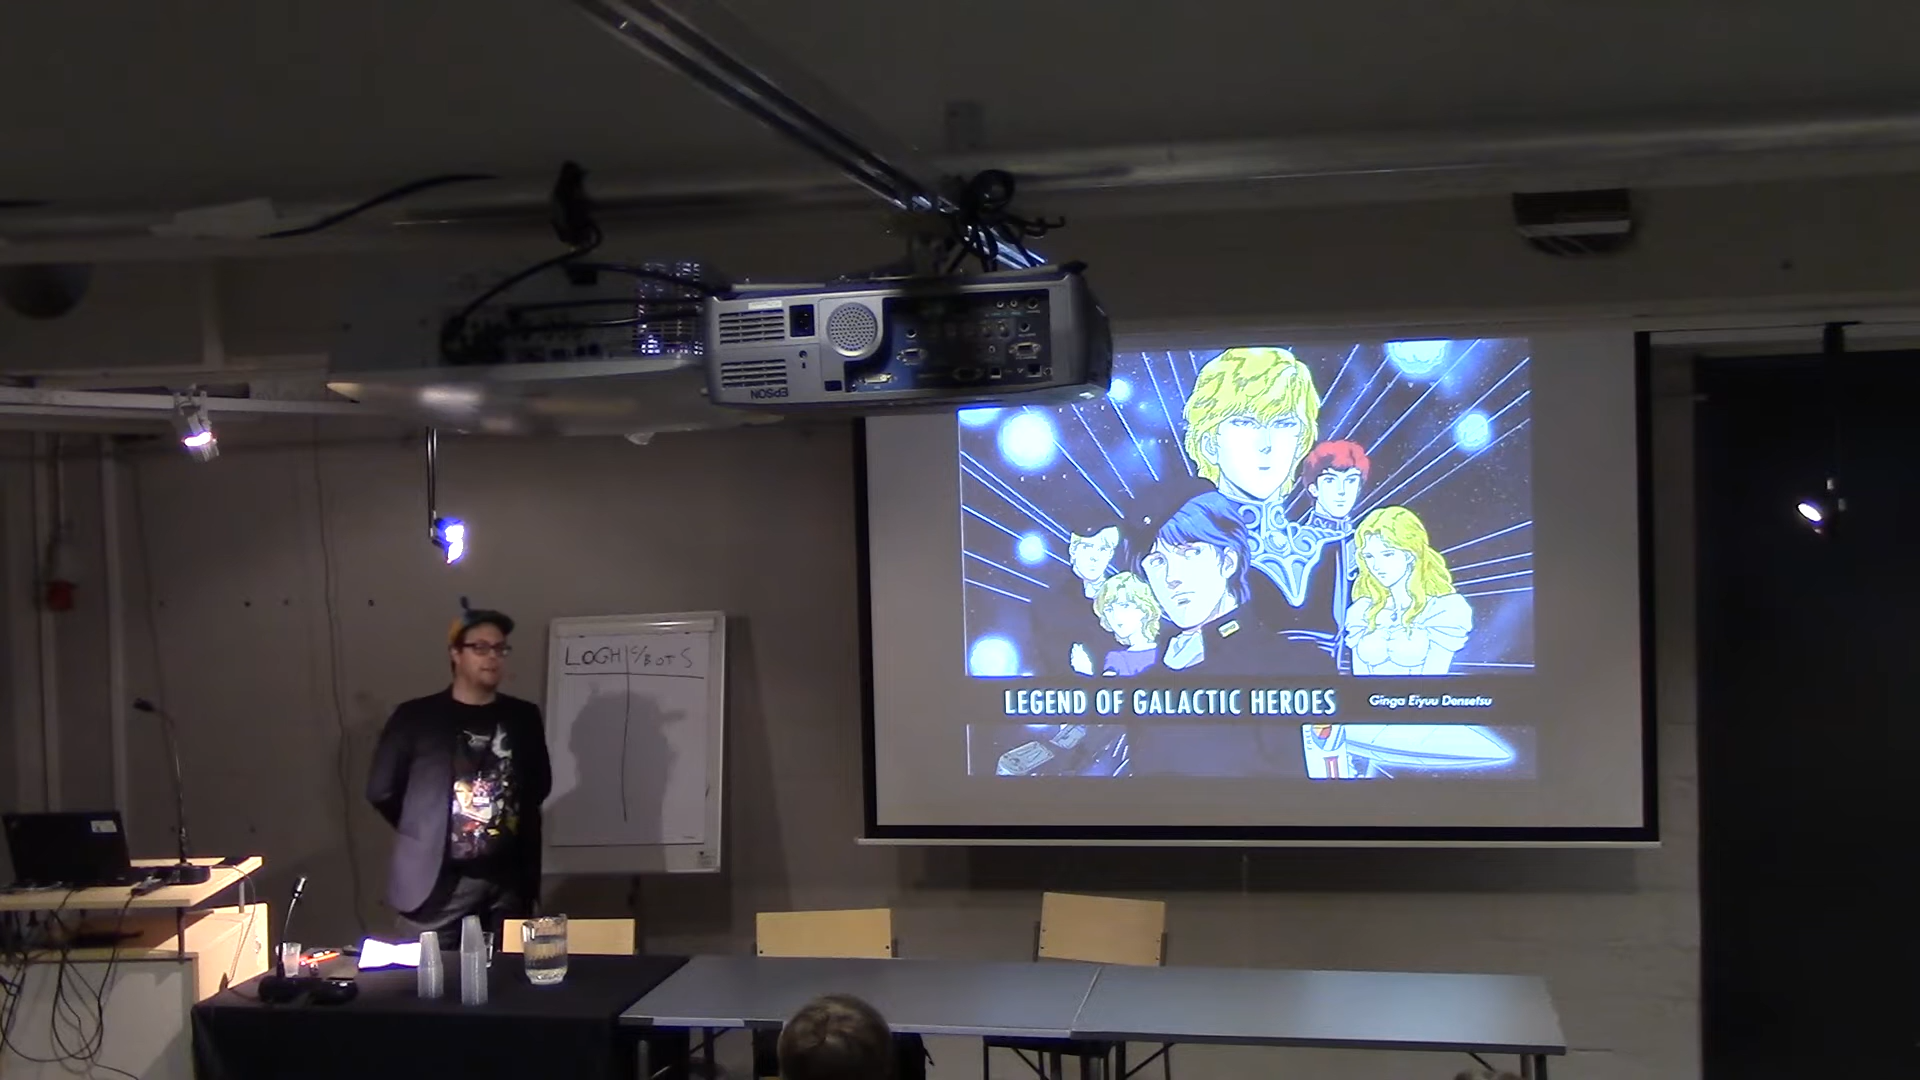 EPSON
LOGH C/BOTS
LEGEND OF GALACTIC HEROES
Ginga Eiyuu Densetsu